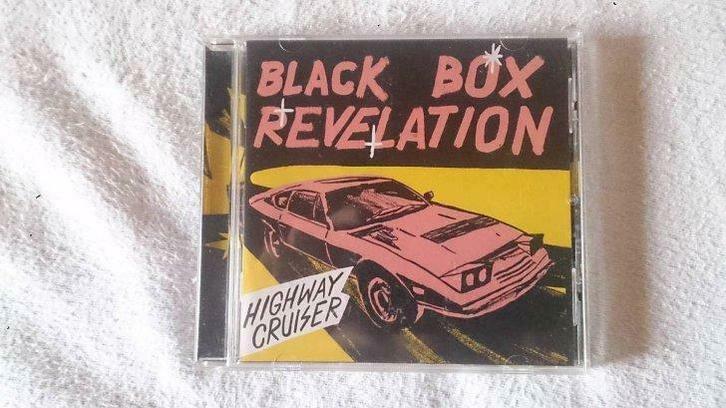 BLACK BOX
REVELATION
HIGHWAY
CRUISER